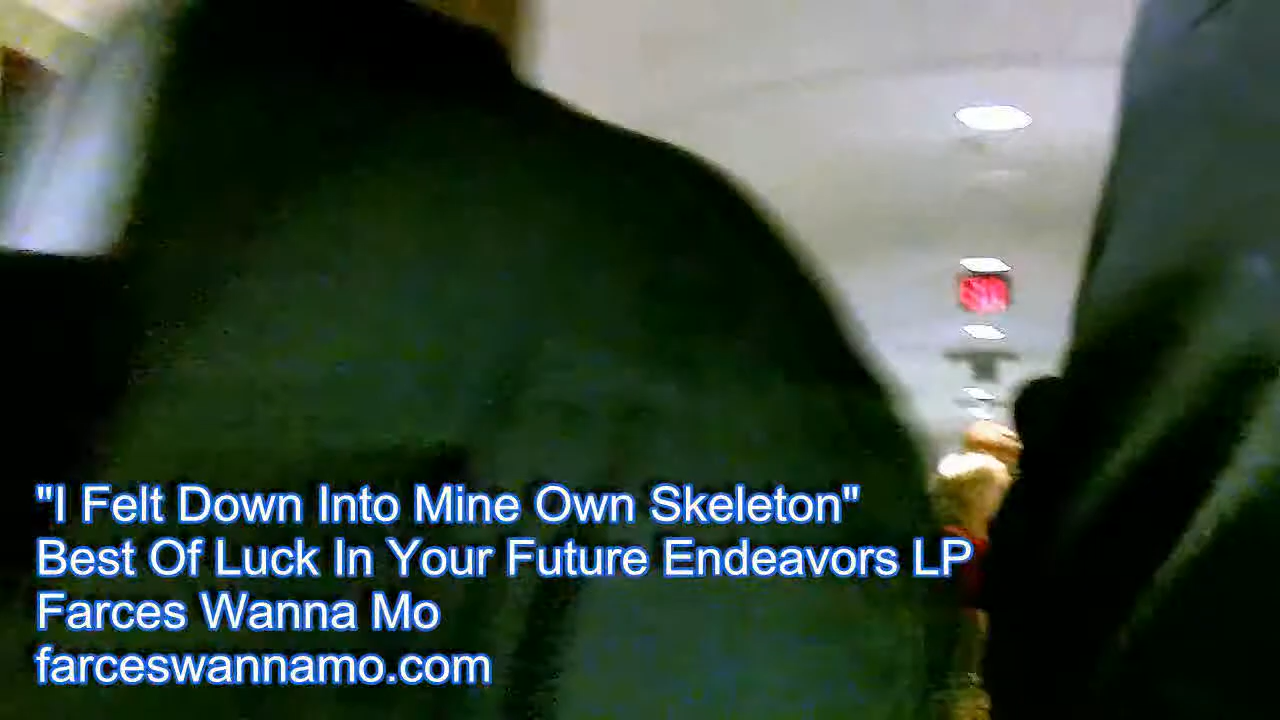 "I Felt Down Into Mine Own Skeleton"
Best Of Luck In Your Future Endeavors LP
Farces Wanna Mo
farceswannamo.com